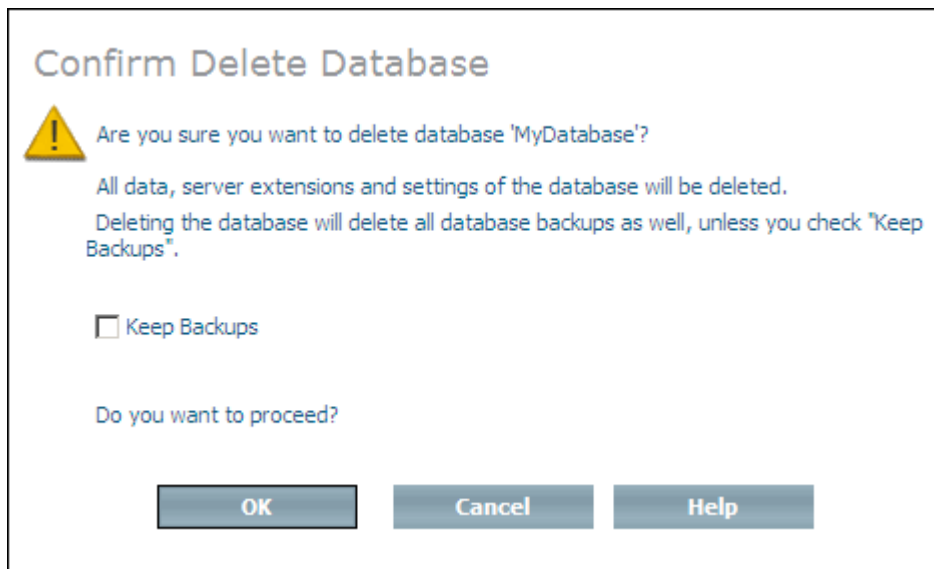 Confirm Delete Database
Are you sure you want to delete database 'MyDatabase'?
All data, server extensions and settings of the database will be deleted.
Deleting the database will delete all database backups as well, unless you check "Keep
Backups".
Keep Backups
Do you want to proceed?
OK Cancel Help